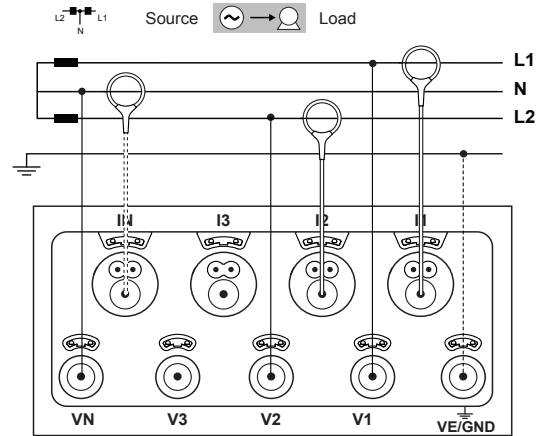 L2 L1
N
Source Load
L1
N
L2
IN I3 I2 I1
VN V3 V2 V1 VE/GND